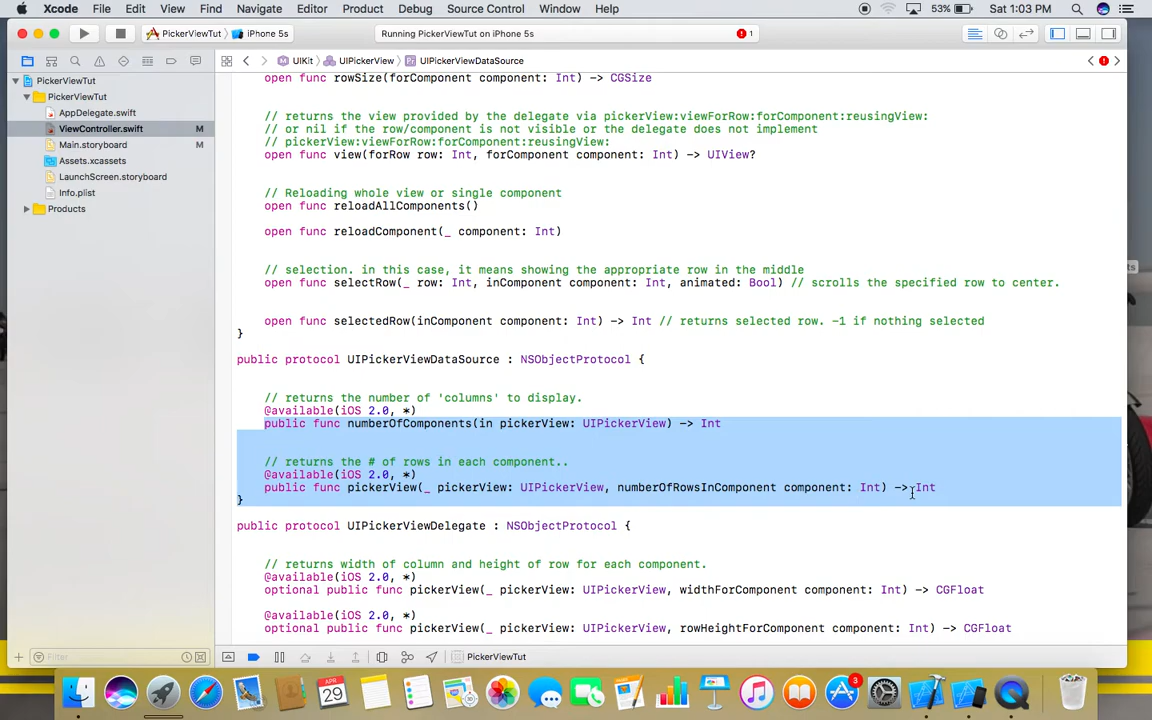 Xcode File Edit View Find Navigate Editor Product Debug Source Control Window Help 53% Sat 1:03 PM
PickerViewTut iPhone 5s Running PickerViewTut on iPhone 5s 1
UIKit UIPickerView UIPickerViewDataSource
PickerViewTut
PickerViewTut
AppDelegate.swift
ViewController.swift M
Main.storyboard M
Assets.xcassets
LaunchScreen.storyboard
Info.plist
Products
open func rowSize(forComponent component: Int) -> CGSize
// returns the view provided by the delegate via pickerView:viewForRow:forComponent:reusingView:
// or nil if the row/component is not visible or the delegate does not implement
// pickerView:viewForRow:forComponent:reusingView:
open func view(forRow row: Int, forComponent component: Int) -> UIView?
// Reloading whole view or single component
open func reloadAllComponents()
open func reloadComponent(_ component: Int)
// selection. in this case, it means showing the appropriate row in the middle
open func selectRow(_ row: Int, inComponent component: Int, animated: Bool) // scrolls the specified row to center.
open func selectedRow(inComponent component: Int) -> Int // returns selected row. -1 if nothing selected
}
public protocol UIPickerViewDataSource : NSObjectProtocol {
// returns the number of 'columns' to display.
@available(iOS 2.0, *)
public func numberOfComponents(in pickerView: UIPickerView) -> Int
// returns the # of rows in each component..
@available(iOS 2.0, *)
public func pickerView(_ pickerView: UIPickerView, numberOfRowsInComponent component: Int) -> Int
}
public protocol UIPickerViewDelegate : NSObjectProtocol {
// returns width of column and height of row for each component.
@available(iOS 2.0, *)
optional public func pickerView(_ pickerView: UIPickerView, widthForComponent component: Int) -> CGFloat
@available(iOS 2.0, *)
optional public func pickerView(_ pickerView: UIPickerView, rowHeightForComponent component: Int) -> CGFloat
Filter
PickerViewTut
APR
29
3